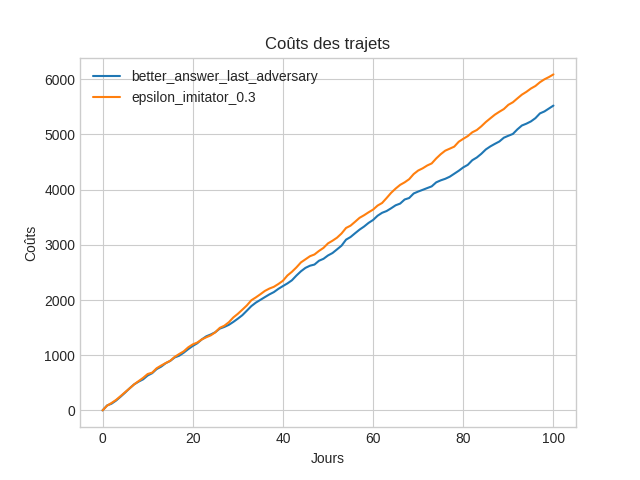 Coûts des trajets
better_answer_last_adversary
epsilon_imitator_0.3
Coûts
6000
5000
4000
3000
2000
1000
0
0 20 40 60 80 100
Jours